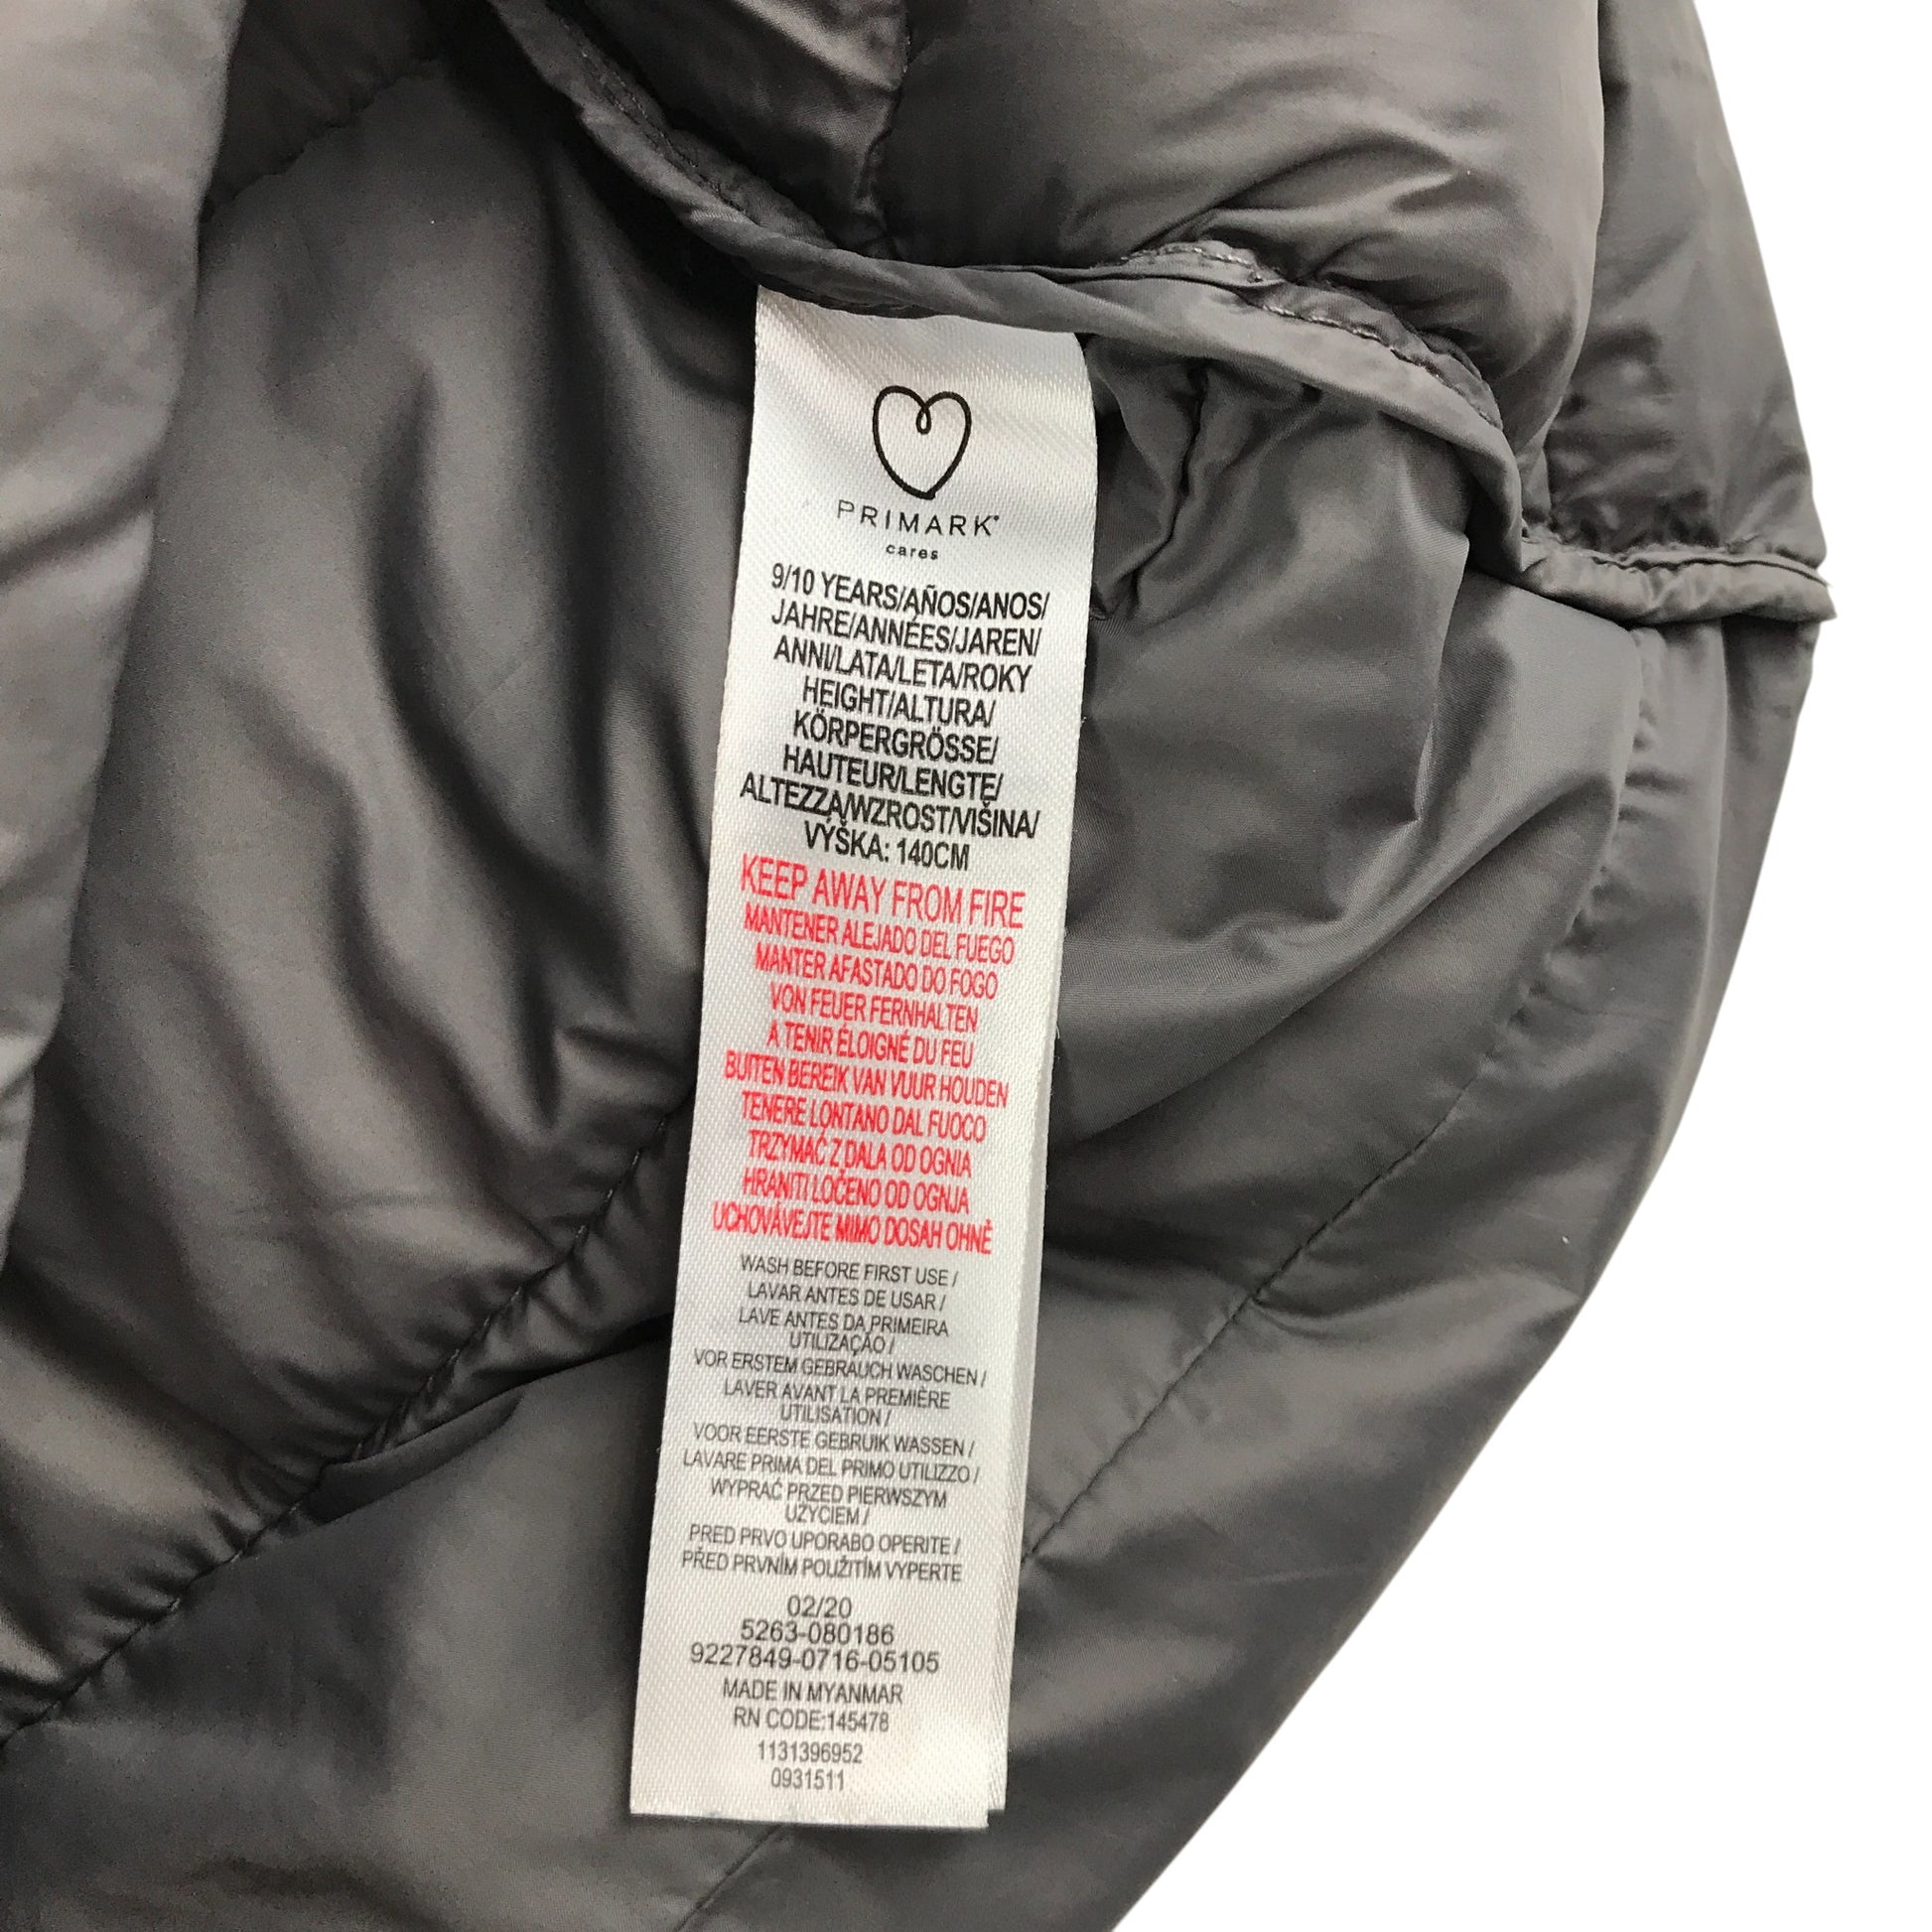 PRIMARK®
cares
9/10 YEARS/AÑOS/ANOS/
JAHRE/ANNÉES/JAREN/
ANNI/LATA/LETA/ROKY
HEIGHT/ALTURA/
KÖRPERGRÖSSE/
HAUTEUR/LENGTE/
ALTEZZA/WZROST/VIŠINA/
VÝŠKA: 140CM
KEEP AWAY FROM FIRE
MANTENER ALEJADO DEL FUEGO
MANTER AFASTADO DO FOGO
VON FEUER FERNHALTEN
A TENIR ÉLOIGNÉ DU FEU
BUITEN BEREIK VAN VUUR HOUDEN
TENERE LONTANO DAL FUOCO
TRZYMAĆ Z DALA OD OGNIA
HRANITI LOČENO OD OGNJA
UCHOVÁVEJTE MIMO DOSAH OHNĚ
WASH BEFORE FIRST USE /
LAVAR ANTES DE USAR /
LAVE ANTES DA PRIMEIRA
UTILIZAÇÃO /
VOR ERSTEM GEBRAUCH WASCHEN /
LAVER AVANT LA PREMIÈRE
UTILISATION /
VOOR EERSTE GEBRUIK WASSEN /
LAVARE PRIMA DEL PRIMO UTILIZZO /
WYPRAĆ PRZED PIERWSZYM
UŻYCIEM /
PRED PRVO UPORABO OPERITE /
PŘED PRVNÍM POUŽITÍM VYPERTE
02/20
5263-080186
9227849-0716-05105
MADE IN MYANMAR
RN CODE:145478
1131396952
0931511